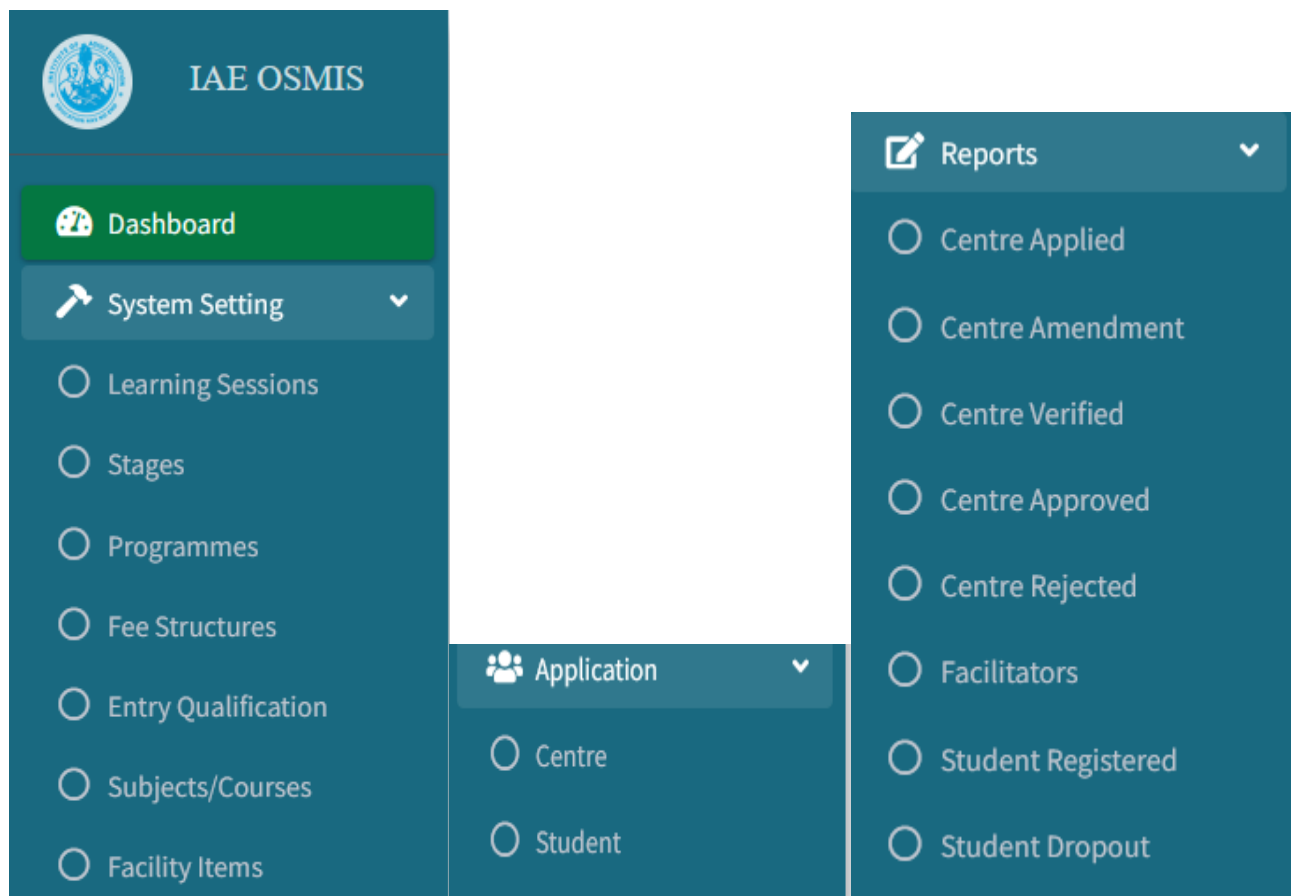 IAE OSMIS
Dashboard
System Setting
Learning Sessions
Stages
Programmes
Fee Structures
Entry Qualification
Subjects/Courses
Facility Items
Application
Centre
Student
Reports
Centre Applied
Centre Amendment
Centre Verified
Centre Approved
Centre Rejected
Facilitators
Student Registered
Student Dropout